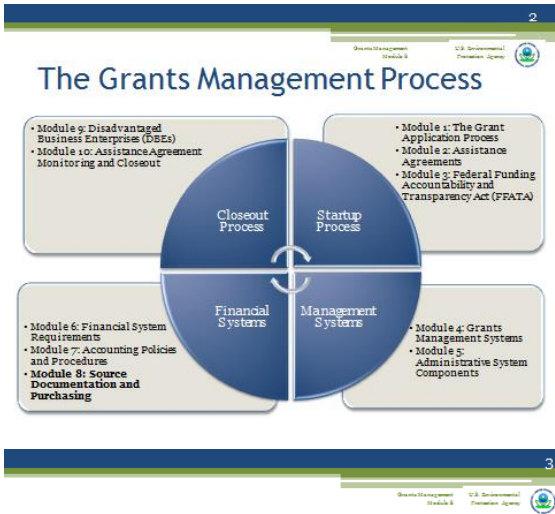 2
Grants Management
Module 8
U.S. Environmental
Protection Agency
The Grants Management Process
• Module 9: Disadvantaged
Business Enterprises (DBEs)
• Module 10: Assistance Agreement
Monitoring and Closeout
• Module 1: The Grant
Application Process
• Module 2: Assistance
Agreements
• Module 3: Federal Funding
Accountability and
Transparency Act (FFATA)
Closeout
Process
Startup
Process
Financial
Systems
Management
Systems
• Module 6: Financial System
Requirements
• Module 7: Accounting Policies
and Procedures
• Module 8: Source
Documentation and
Purchasing
• Module 4: Grants
Management Systems
• Module 5:
Administrative System
Components
3
Grants Management
Module 8
U.S. Environmental
Protection Agency